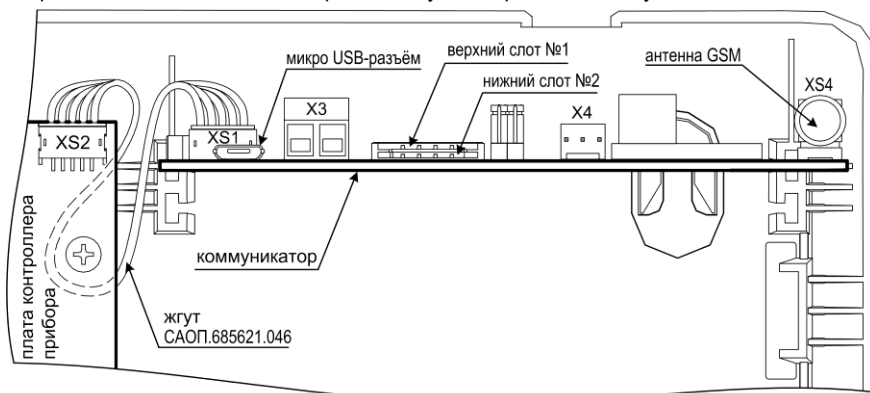 микро USB-разъём
верхний слот №1
нижний слот №2
антенна GSM
XS4
XS2
XS1
X3
X4
коммуникатор
плата контроллера
прибора
жгут
САОП.685621.046